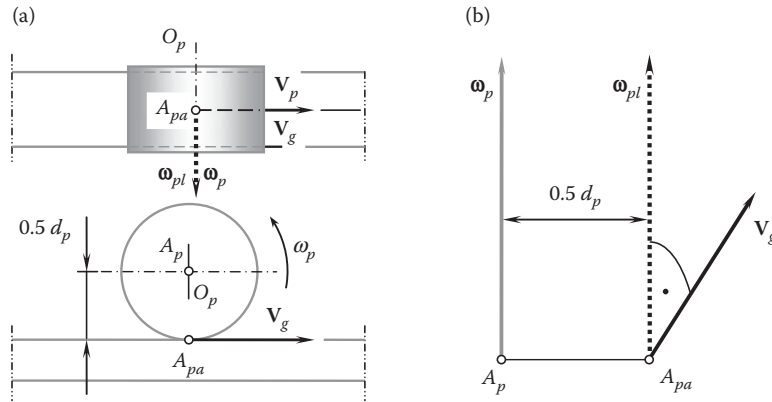 (a)
O_p
V_p
A_pa
V_g
ω_pl ω_p
0.5 d_p
A_p
ω_p
O_p
V_g
A_pa
(b)
ω_p
ω_pl
0.5 d_p
V_g
A_p
A_pa